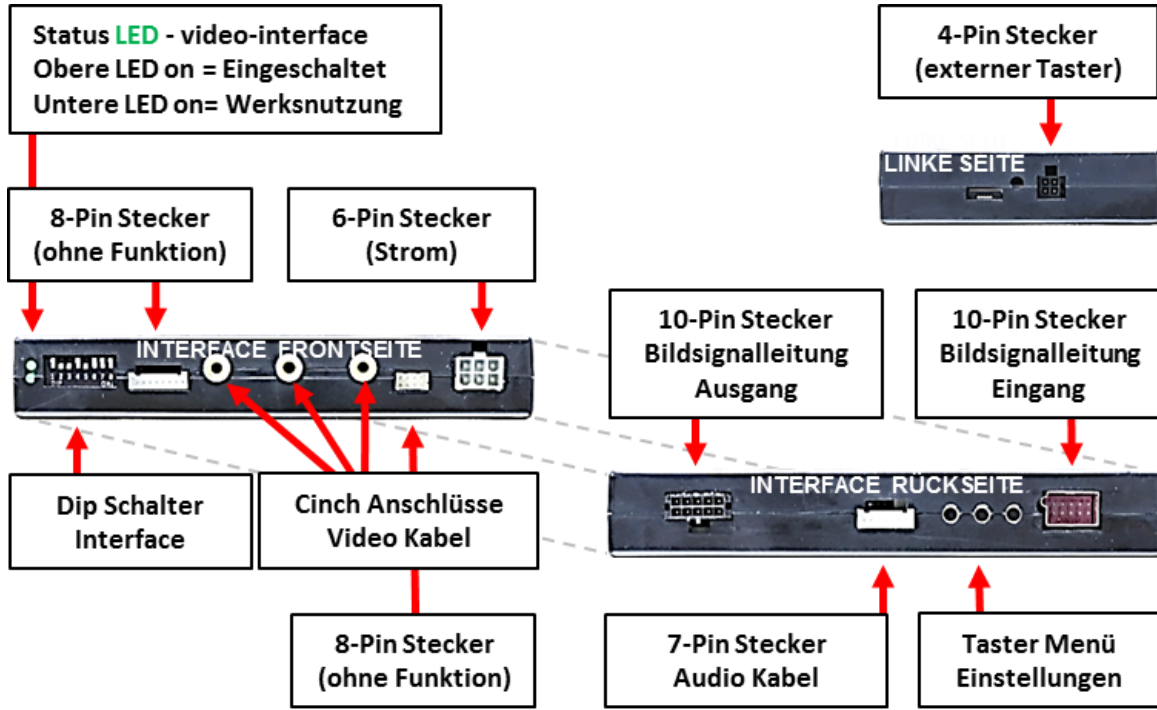 Status LED - video-interface
Obere LED on = Eingeschaltet
Untere LED on= Werksnutzung
4-Pin Stecker
(externer Taster)
LINKE SEITE
8-Pin Stecker
(ohne Funktion)
6-Pin Stecker
(Strom)
10-Pin Stecker
Bildsignalleitung
Ausgang
10-Pin Stecker
Bildsignalleitung
Eingang
INTERFACE FRONTSEITE
Dip Schalter
Interface
Cinch Anschlüsse
Video Kabel
INTERFACE RÜCKSEITE
8-Pin Stecker
(ohne Funktion)
7-Pin Stecker
Audio Kabel
Taster Menü
Einstellungen